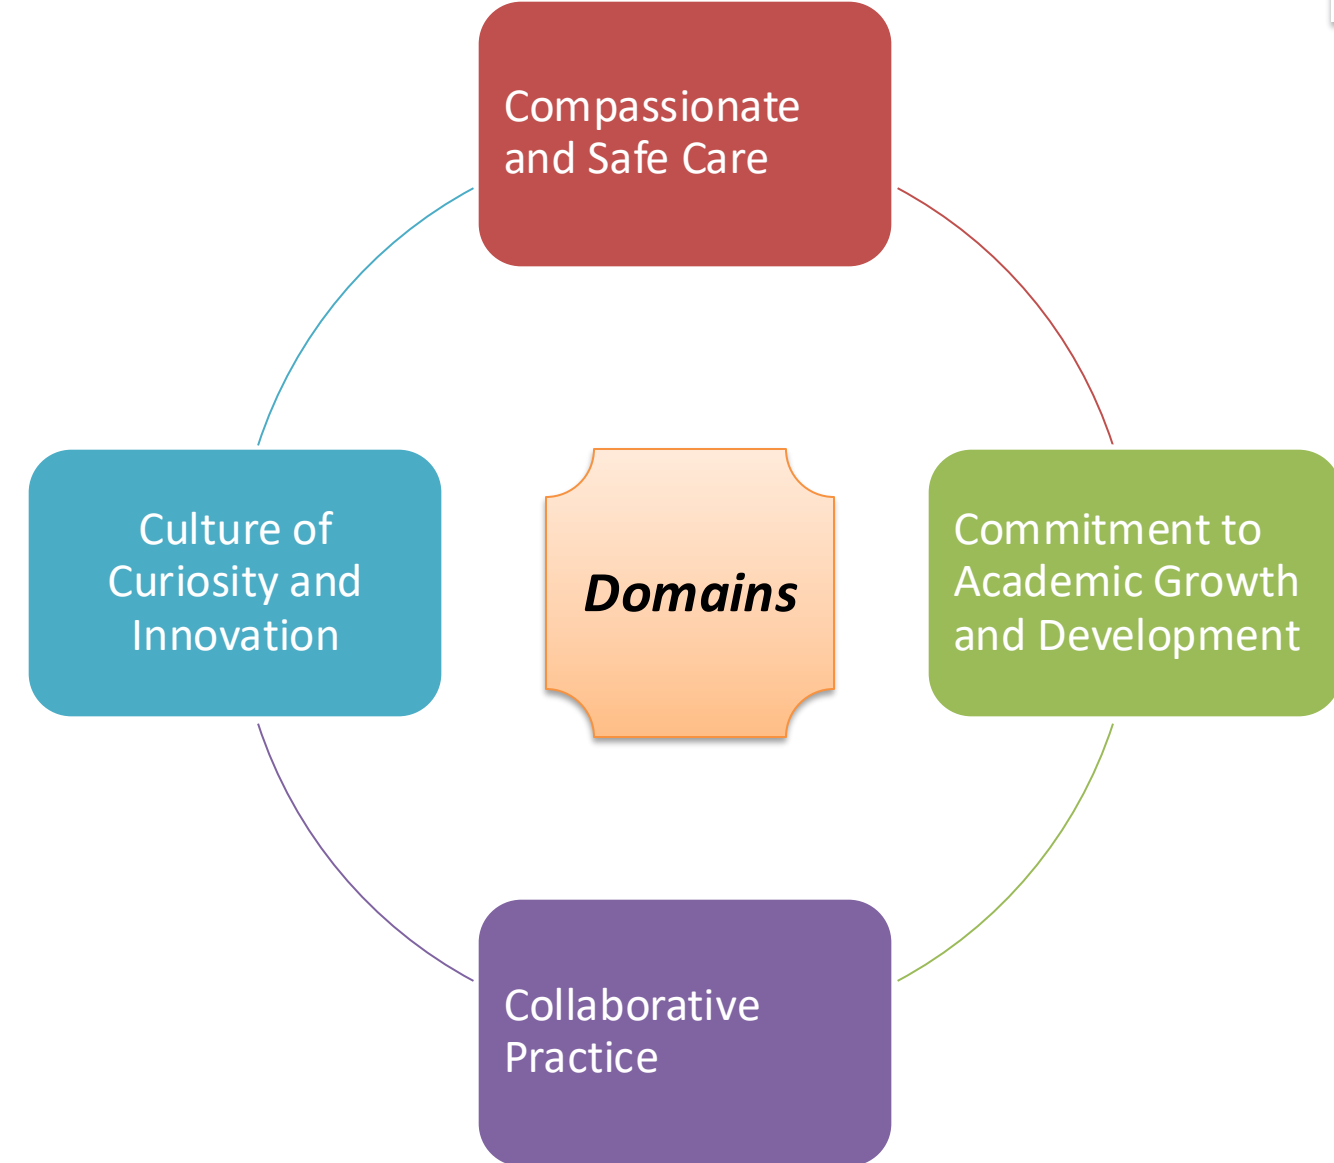 Compassionate
and Safe Care
Culture of
Curiosity and
Innovation
Domains
Commitment to
Academic Growth
and Development
Collaborative
Practice